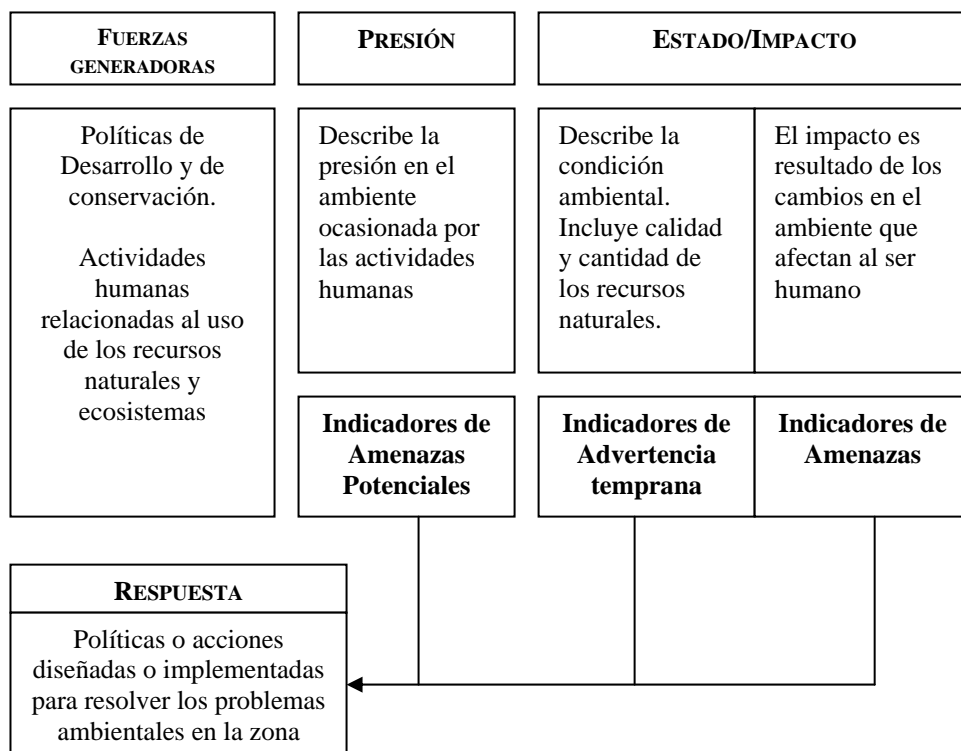 FUERZAS
GENERADORAS
PRESIÓN
ESTADO/IMPACTO
Políticas de
Desarrollo y de
conservación.
Actividades
humanas
relacionadas al uso
de los recursos
naturales y
ecosistemas
Describe la
presión en el
ambiente
ocasionada por
las actividades
humanas
Describe la
condición
ambiental.
Incluye calidad
y cantidad de
los recursos
naturales.
El impacto es
resultado de los
cambios en el
ambiente que
afectan al ser
humano
Indicadores de
Amenazas
Potenciales
Indicadores de
Advertencia
temprana
Indicadores de
Amenazas
RESPUESTA
Políticas o acciones
diseñadas o implementadas
para resolver los problemas
ambientales en la zona